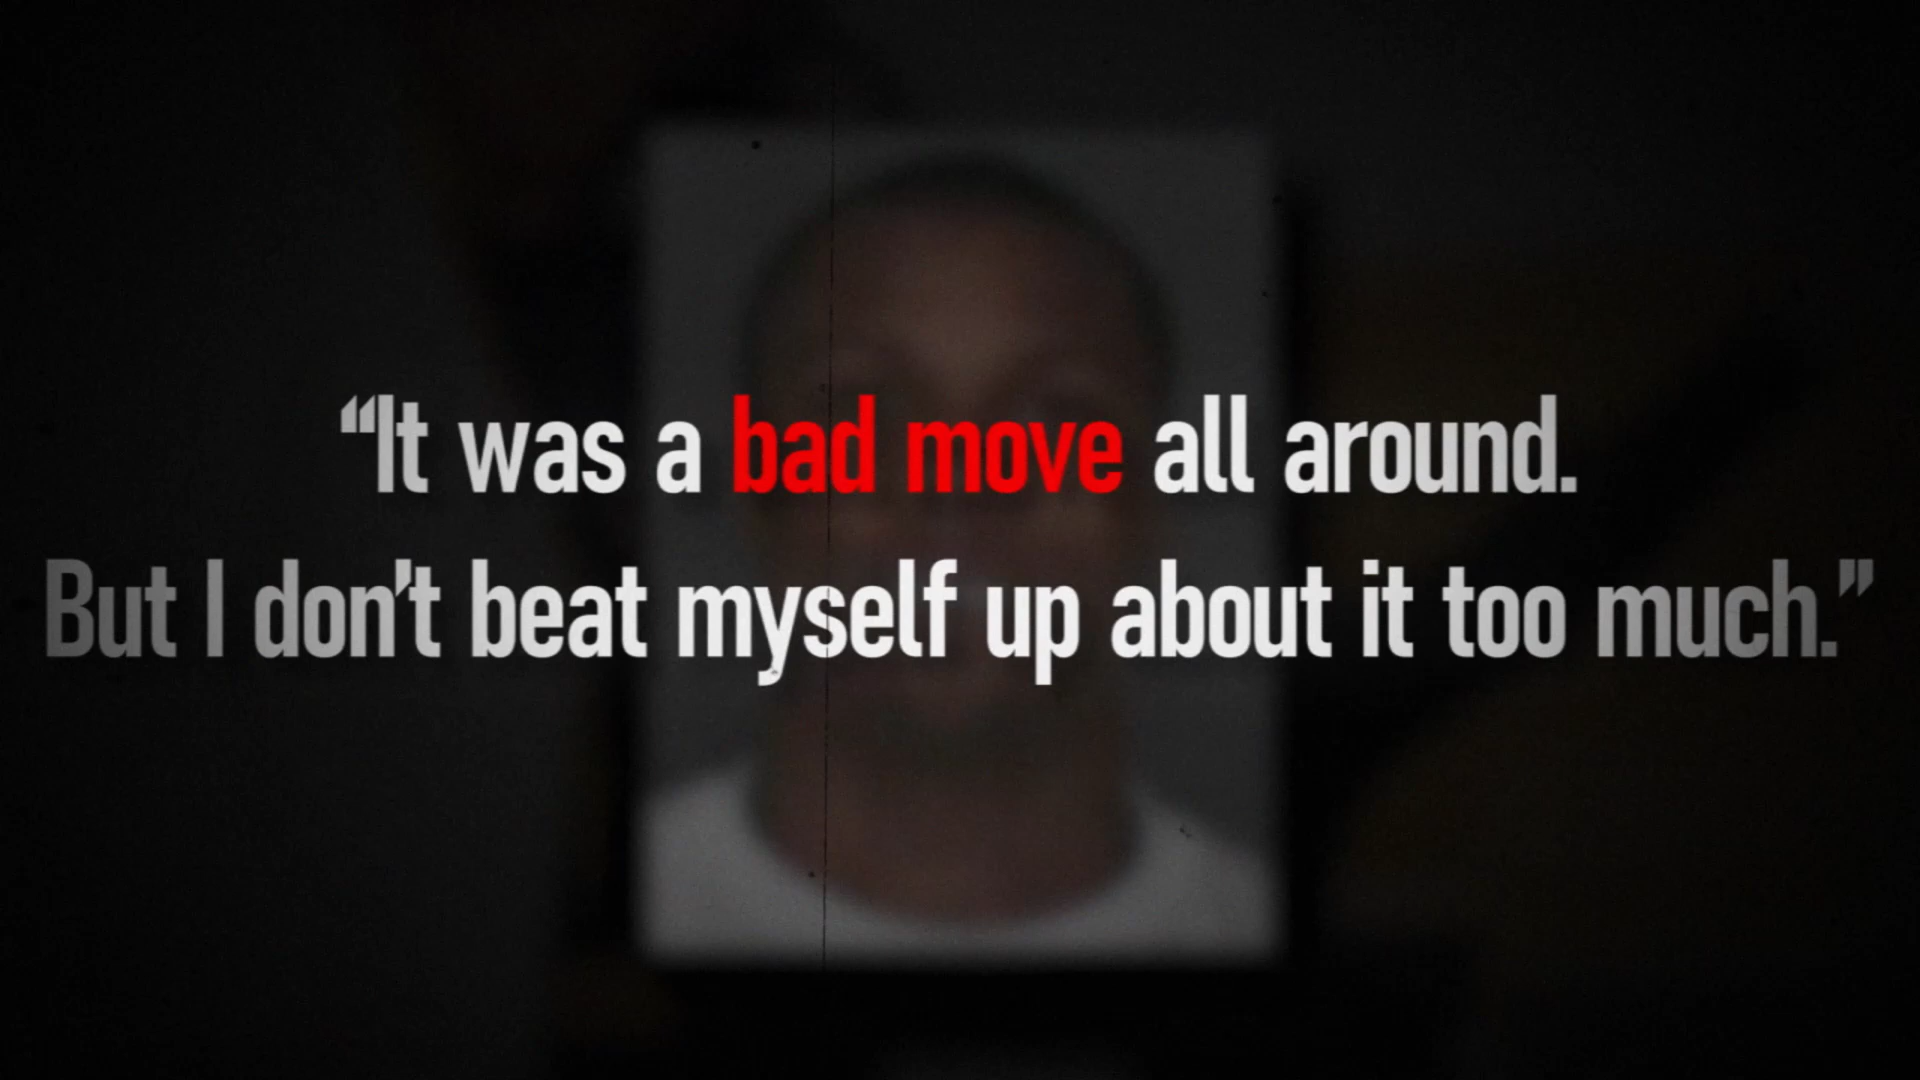 “It was a bad move all around.
But I don’t beat myself up about it too much.”